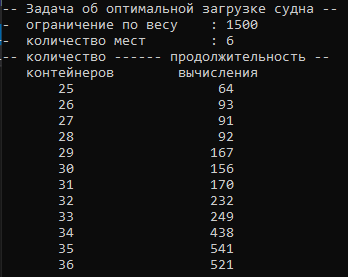 -- Задача об оптимальной загрузке судна --
- ограничение по весу : 1500
- количество мест : 6
-- количество ------ продолжительность --
контейнеров вычисления
25 64
26 93
27 91
28 92
29 167
30 156
31 170
32 232
33 249
34 438
35 541
36 521